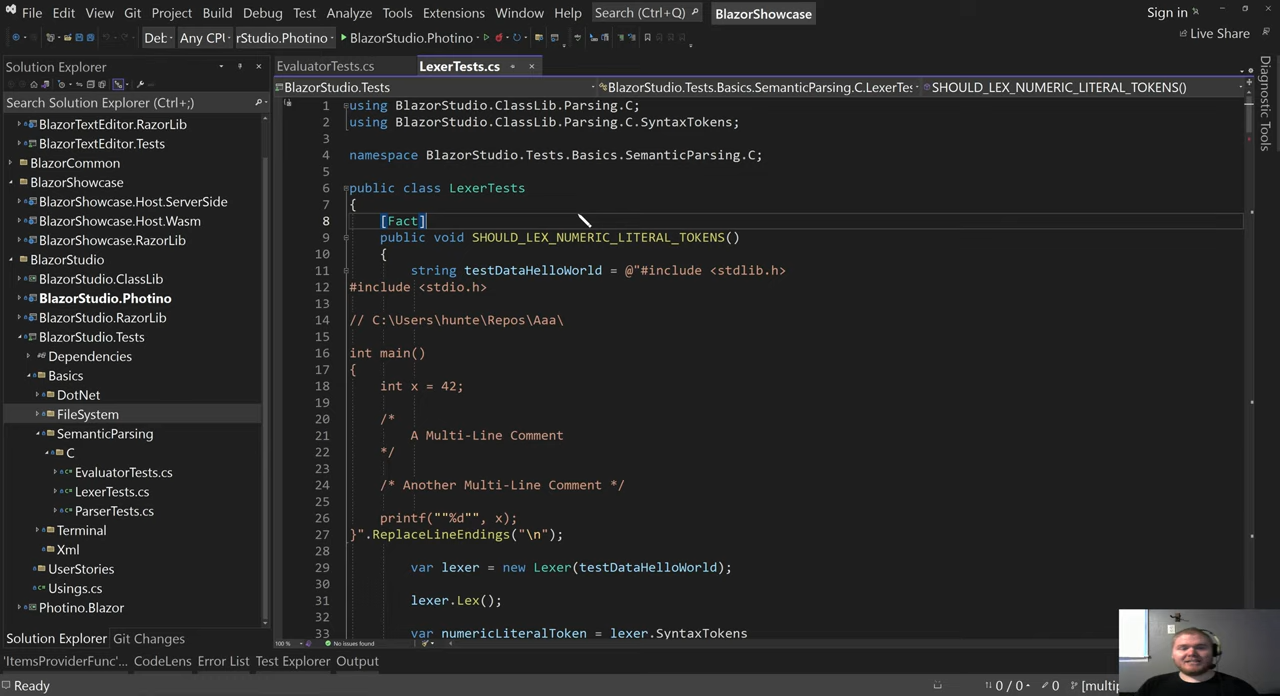 File Edit View Git Project Build Debug Test Analyze Tools Extensions Window Help Search (Ctrl+Q) BlazorShowcase Sign in
Deb Any CPU rStudio.Photino BlazorStudio.Photino Live Share
Solution Explorer
Search Solution Explorer (Ctrl+;)
BlazorTextEditor.RazorLib
BlazorTextEditor.Tests
BlazorCommon
BlazorShowcase
BlazorShowcase.Host.ServerSide
BlazorShowcase.Host.Wasm
BlazorShowcase.RazorLib
BlazorStudio
BlazorStudio.ClassLib
BlazorStudio.Photino
BlazorStudio.RazorLib
BlazorStudio.Tests
Dependencies
Basics
DotNet
FileSystem
SemanticParsing
C
EvaluatorTests.cs
LexerTests.cs
ParserTests.cs
Terminal
Xml
UserStories
Usings.cs
Photino.Blazor
Solution Explorer Git Changes
EvaluatorTests.cs LexerTests.cs
BlazorStudio.Tests BlazorStudio.Tests.Basics.SemanticParsing.C.LexerTe SHOULD_LEX_NUMERIC_LITERAL_TOKENS()
1 using BlazorStudio.ClassLib.Parsing.C;
2 using BlazorStudio.ClassLib.Parsing.C.SyntaxTokens;
3
4 namespace BlazorStudio.Tests.Basics.SemanticParsing.C;
5
6 public class LexerTests
7 {
8 [Fact]
9 public void SHOULD_LEX_NUMERIC_LITERAL_TOKENS()
10 {
11 string testDataHelloWorld = @"#include <stdlib.h>
12 #include <stdio.h>
13
14 // C:\Users\hunte\Repos\Aaa\
15
16 int main()
17 {
18 int x = 42;
19
20 /*
21 A Multi-Line Comment
22 */
23
24 /* Another Multi-Line Comment */
25
26 printf(""%d"", x);
27 }".ReplaceLineEndings("\n");
28
29 var lexer = new Lexer(testDataHelloWorld);
30
31 lexer.Lex();
32
33 var numericLiteralToken = lexer.SyntaxTokens
100 % No issues found
Diagnostic Tools
'ItemsProviderFunc'... CodeLens Error List Test Explorer Output
Ready 0 / 0 0 [multip